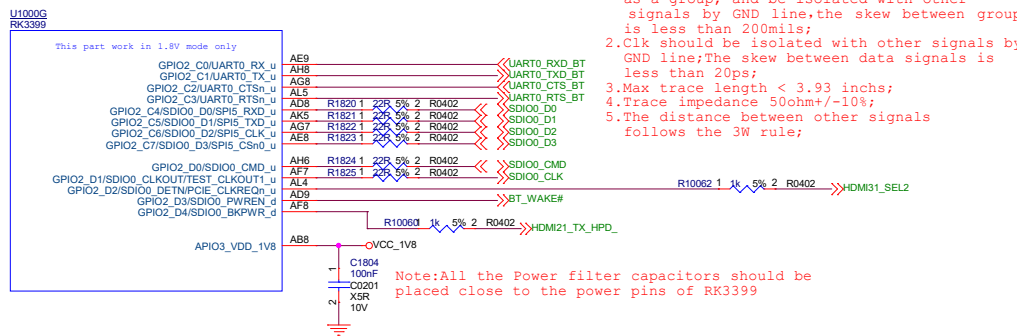 U1000G
RK3399
This part work in 1.8V mode only
GPIO2_C0/UART0_RX_u AE9 UART0_RXD_BT
GPIO2_C1/UART0_TX_u AH8 UART0_TXD_BT
GPIO2_C2/UART0_CTSn_u AG8 UART0_CTS_BT
GPIO2_C3/UART0_RTSn_u AL5 UART0_RTS_BT
GPIO2_C4/SDIO0_D0/SPI5_RXD_u AD8 R1820 1 22R 5% 2 R0402 SDIO0_D0
GPIO2_C5/SDIO0_D1/SPI5_TXD_u AK5 R1821 1 22R 5% 2 R0402 SDIO0_D1
GPIO2_C6/SDIO0_D2/SPI5_CLK_u AG7 R1822 1 22R 5% 2 R0402 SDIO0_D2
GPIO2_C7/SDIO0_D3/SPI5_CSn0_u AE8 R1823 1 22R 5% 2 R0402 SDIO0_D3
GPIO2_D0/SDIO0_CMD_u AH6 R1824 1 22R 5% 2 R0402 SDIO0_CMD
GPIO2_D1/SDIO0_CLKOUT/TEST_CLKOUT1_u AF7 R1825 1 22R 5% 2 R0402 SDIO0_CLK
GPIO2_D2/SDIO0_DETN/PCIE_CLKREQn_u AL4 R10062 1 1k 5% 2 R0402 HDMI31_SEL2
GPIO2_D3/SDIO0_PWREN_d AD9 BT_WAKE#
GPIO2_D4/SDIO0_BKPWR_d AF8 R10060 1 1k 5% 2 R0402 HDMI21_TX_HPD_
APIO3_VDD_1V8 AB8 VCC_1V8
1
C1804
100nF
C0201
2 X5R
10V
as a group, and be isolated with other
signals by GND line,the skew between group
is less than 200mils;
2.Clk should be isolated with other signals by
GND line;The skew between data signals is
less than 20ps;
3.Max trace length < 3.93 inchs;
4.Trace impedance 50ohm+/-10%;
5.The distance between other signals
follows the 3W rule;
Note:All the Power filter capacitors should be
placed close to the power pins of RK3399